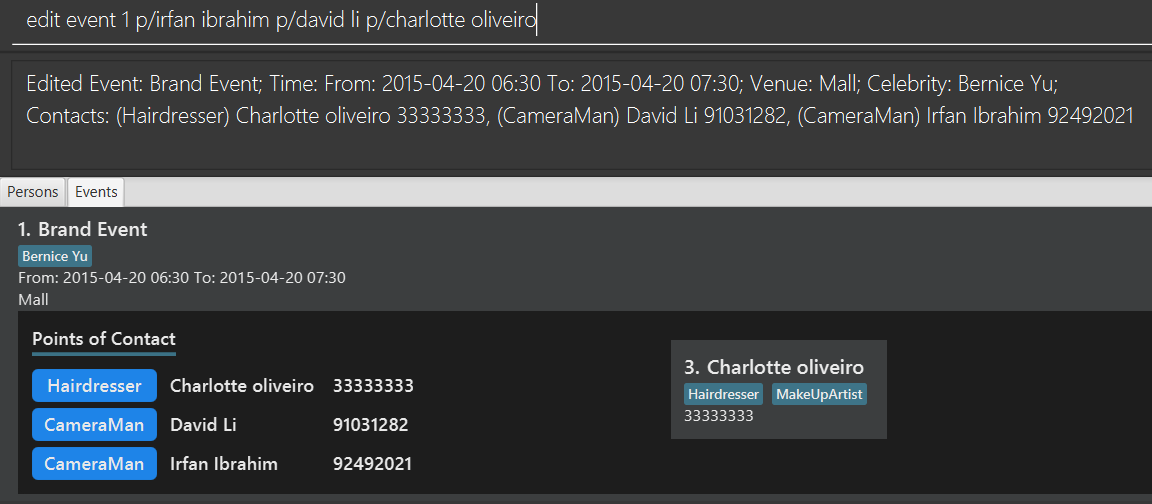 edit event 1 p/irfan ibrahim p/david li p/charlotte oliveiro
Edited Event: Brand Event; Time: From: 2015-04-20 06:30 To: 2015-04-20 07:30; Venue: Mall; Celebrity: Bernice Yu;
Contacts: (Hairdresser) Charlotte oliveiro 33333333, (CameraMan) David Li 91031282, (CameraMan) Irfan Ibrahim 92492021
Persons Events
1. Brand Event
Bernice Yu
From: 2015-04-20 06:30 To: 2015-04-20 07:30
Mall
Points of Contact
Hairdresser Charlotte oliveiro 33333333
CameraMan David Li 91031282
CameraMan Irfan Ibrahim 92492021
3. Charlotte oliveiro
Hairdresser MakeUpArtist
33333333